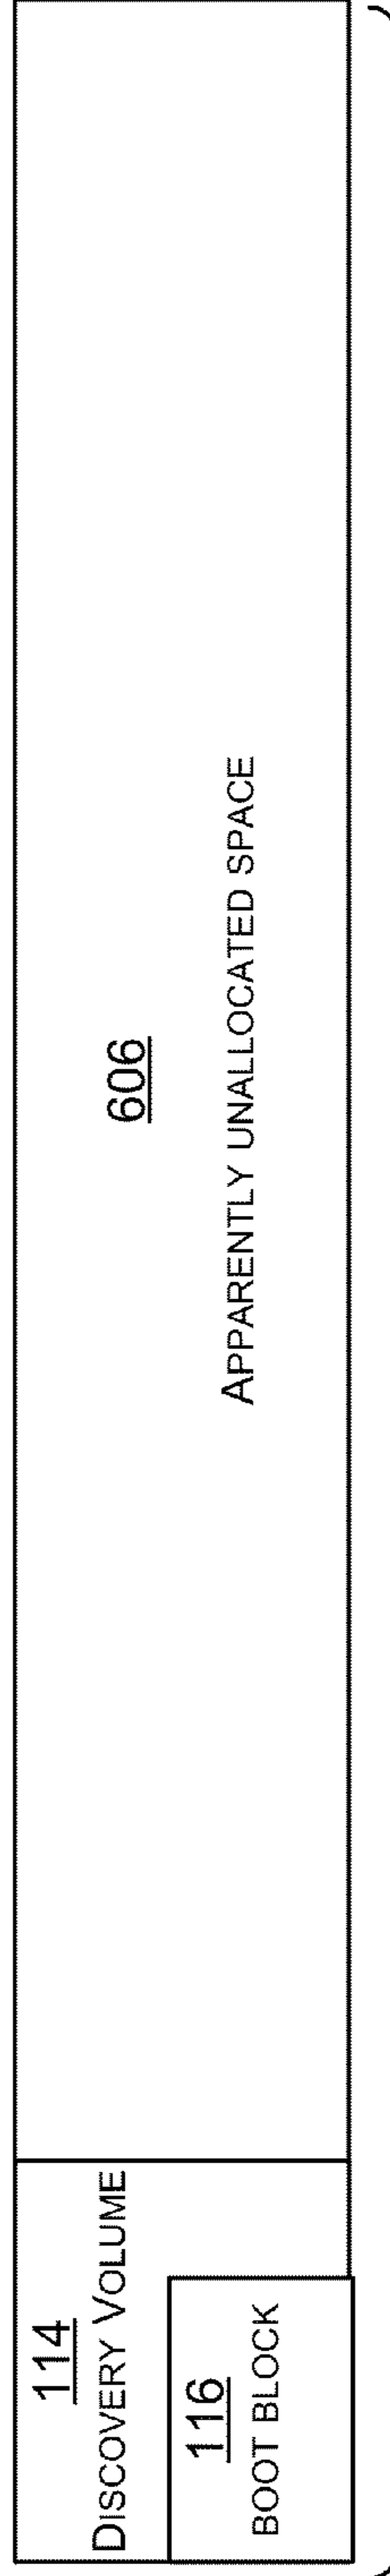 114
DISCOVERY VOLUME
116
BOOT BLOCK
606
APPARENTLY UNALLOCATED SPACE